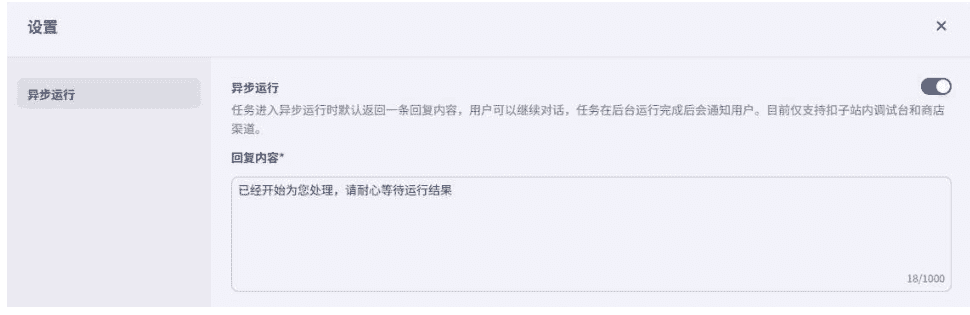 设置
异步运行
异步运行
任务进入异步运行时默认返回一条回复内容，用户可以继续对话，任务在后台运行完成后会通知用户。目前仅支持扣子站内调试台和商店
渠道。
回复内容*
已经开始为您处理，请耐心等待运行结果
18/1000